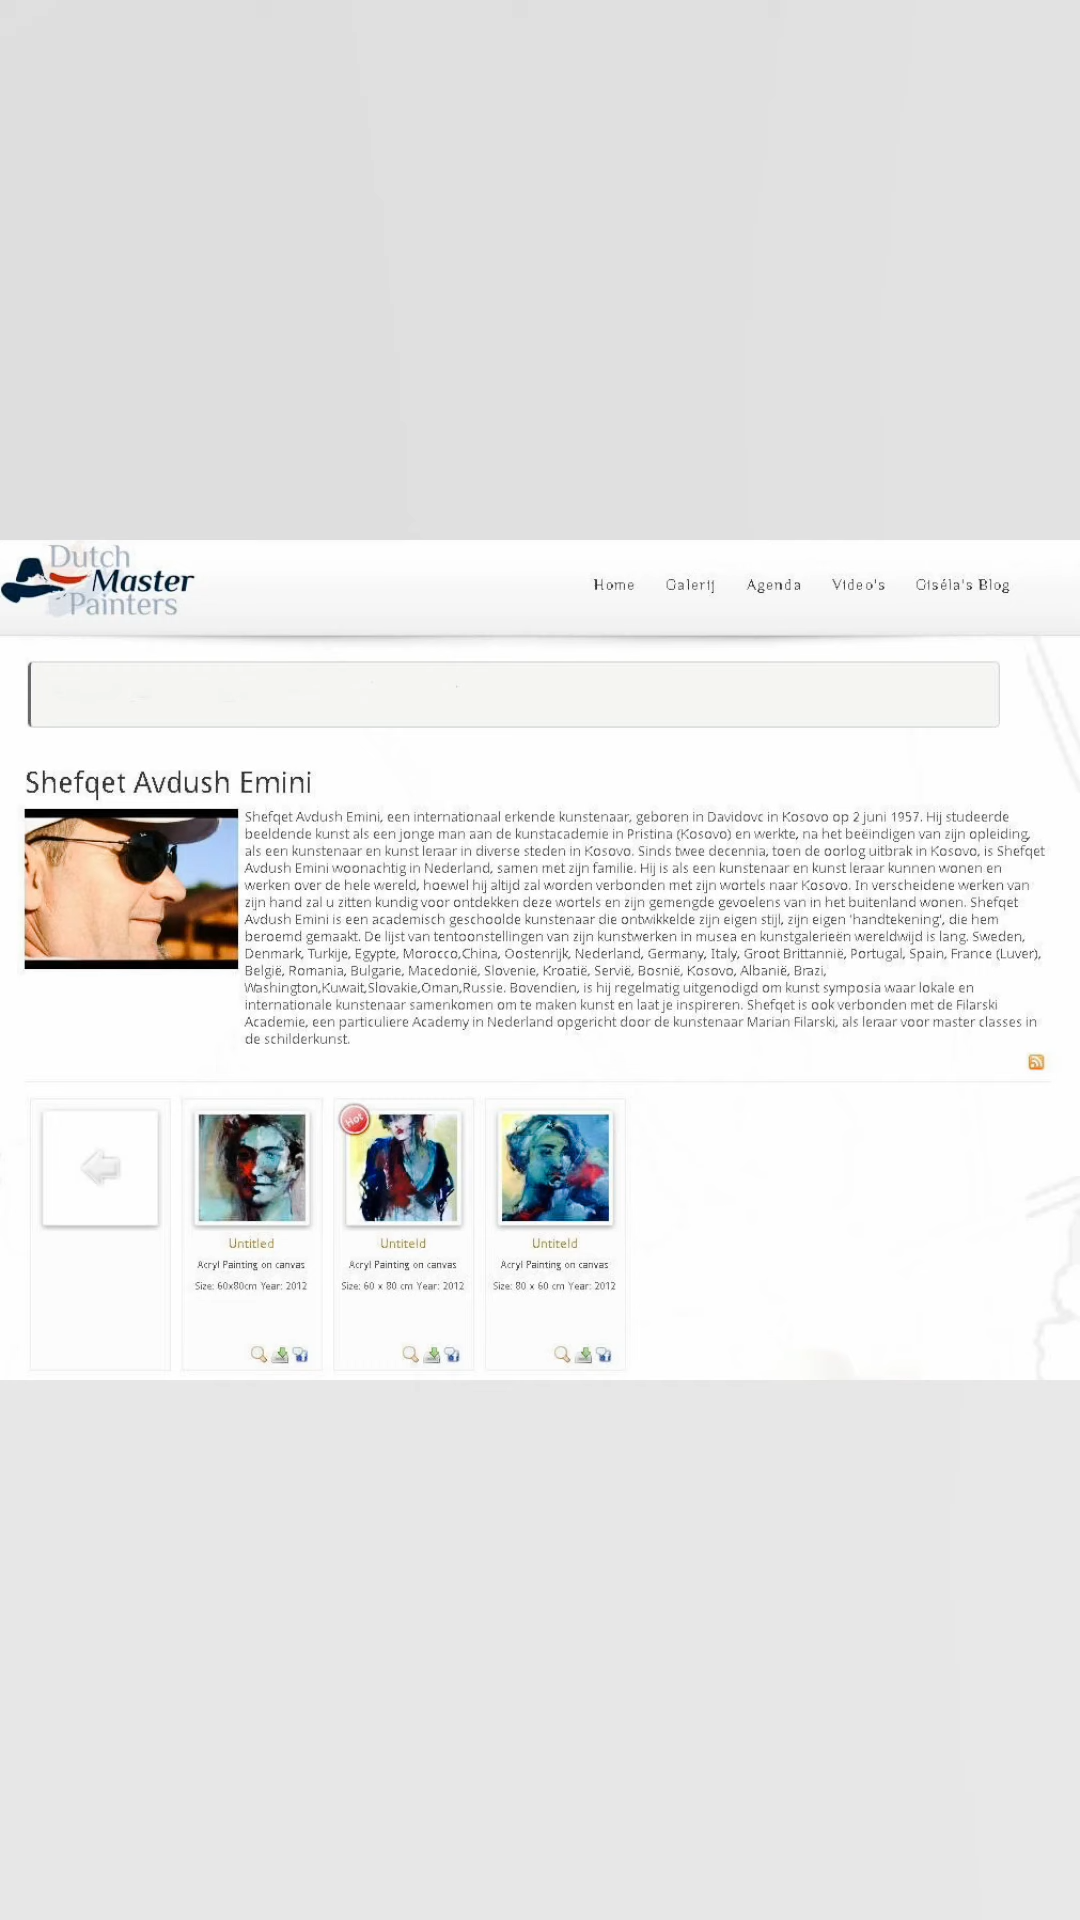 Dutch
Master
Painters
Home Galerij Agenda Video's Giséla's Blog
Shefqet Avdush Emini
Shefqet Avdush Emini, een internationaal erkende kunstenaar, geboren in Davidovc in Kosovo op 2 juni 1957. Hij studeerde
beeldende kunst als een jonge man aan de kunstacademie in Pristina (Kosovo) en werkte, na het beëindigen van zijn opleiding,
als een kunstenaar en kunst leraar in diverse steden in Kosovo. Sinds twee decennia, toen de oorlog uitbrak in Kosovo, is Shefqet
Avdush Emini woonachtig in Nederland, samen met zijn familie. Hij is als een kunstenaar en kunst leraar kunnen wonen en
werken over de hele wereld, hoewel hij altijd zal worden verbonden met zijn wortels naar Kosovo. In verscheidene werken van
zijn hand zal u zitten kundig voor ontdekken deze wortels en zijn gemengde gevoelens van in het buitenland wonen. Shefqet
Avdush Emini is een academisch geschoolde kunstenaar die ontwikkelde zijn eigen stijl, zijn eigen 'handtekening', die hem
beroemd gemaakt. De lijst van tentoonstellingen van zijn kunstwerken in musea en kunstgalerieën wereldwijd is lang. Sweden,
Denmark, Turkije, Egypte, Morocco,China, Oostenrijk, Nederland, Germany, Italy, Groot Brittannië, Portugal, Spain, France (Luver),
België, Romania, Bulgarie, Macedonië, Slovenie, Kroatië, Servië, Bosnië, Kosovo, Albanië, Brazi,
Washington,Kuwait,Slovakie,Oman,Russie. Bovendien, is hij regelmatig uitgenodigd om kunst symposia waar lokale en
internationale kunstenaar samenkomen om te maken kunst en laat je inspireren. Shefqet is ook verbonden met de Filarski
Academie, een particuliere Academy in Nederland opgericht door de kunstenaar Marian Filarski, als leraar voor master classes in
de schilderkunst.
Hot
Untitled Untiteld Untiteld
Acryl Painting on canvas Acryl Painting on canvas Acryl Painting on canvas
Size: 60x80cm Year: 2012 Size: 60 x 80 cm Year: 2012 Size: 80 x 60 cm Year: 2012